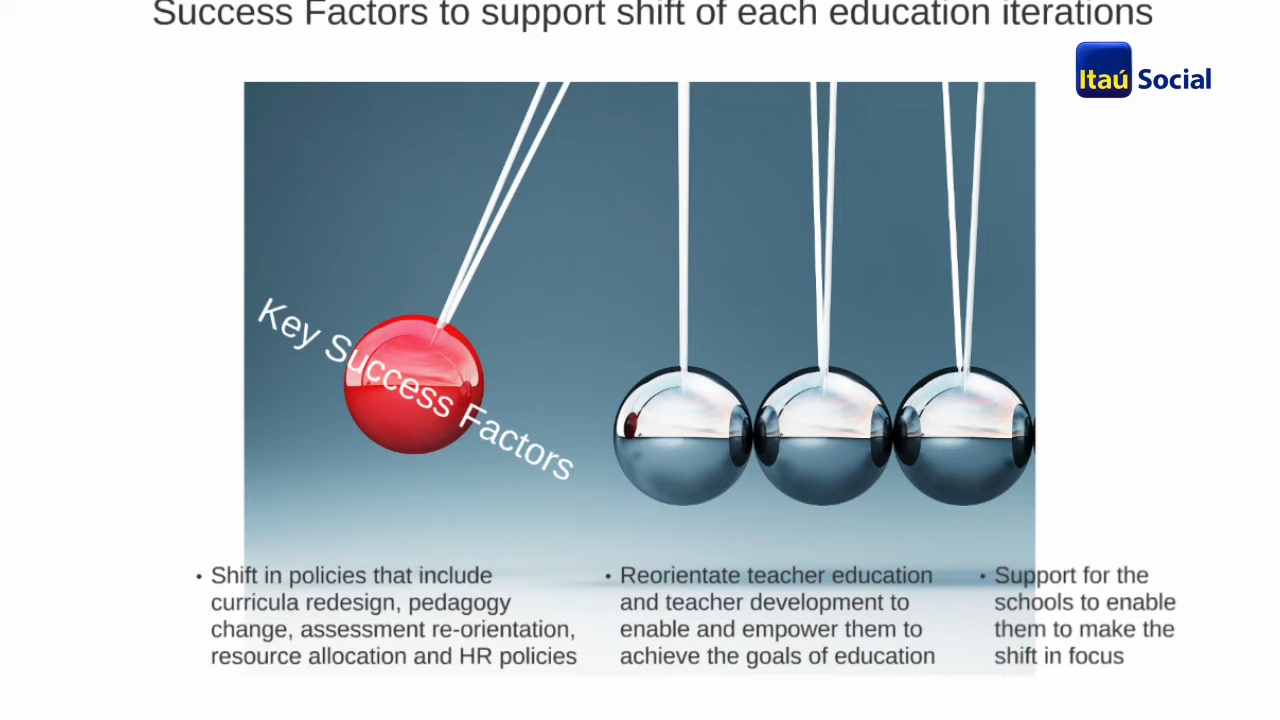 Success Factors to support shift of each education iterations
Itaú Social
Key Success Factors
• Shift in policies that include
curricula redesign, pedagogy
change, assessment re-orientation,
resource allocation and HR policies
• Reorientate teacher education
and teacher development to
enable and empower them to
achieve the goals of education
• Support for the
schools to enable
them to make the
shift in focus